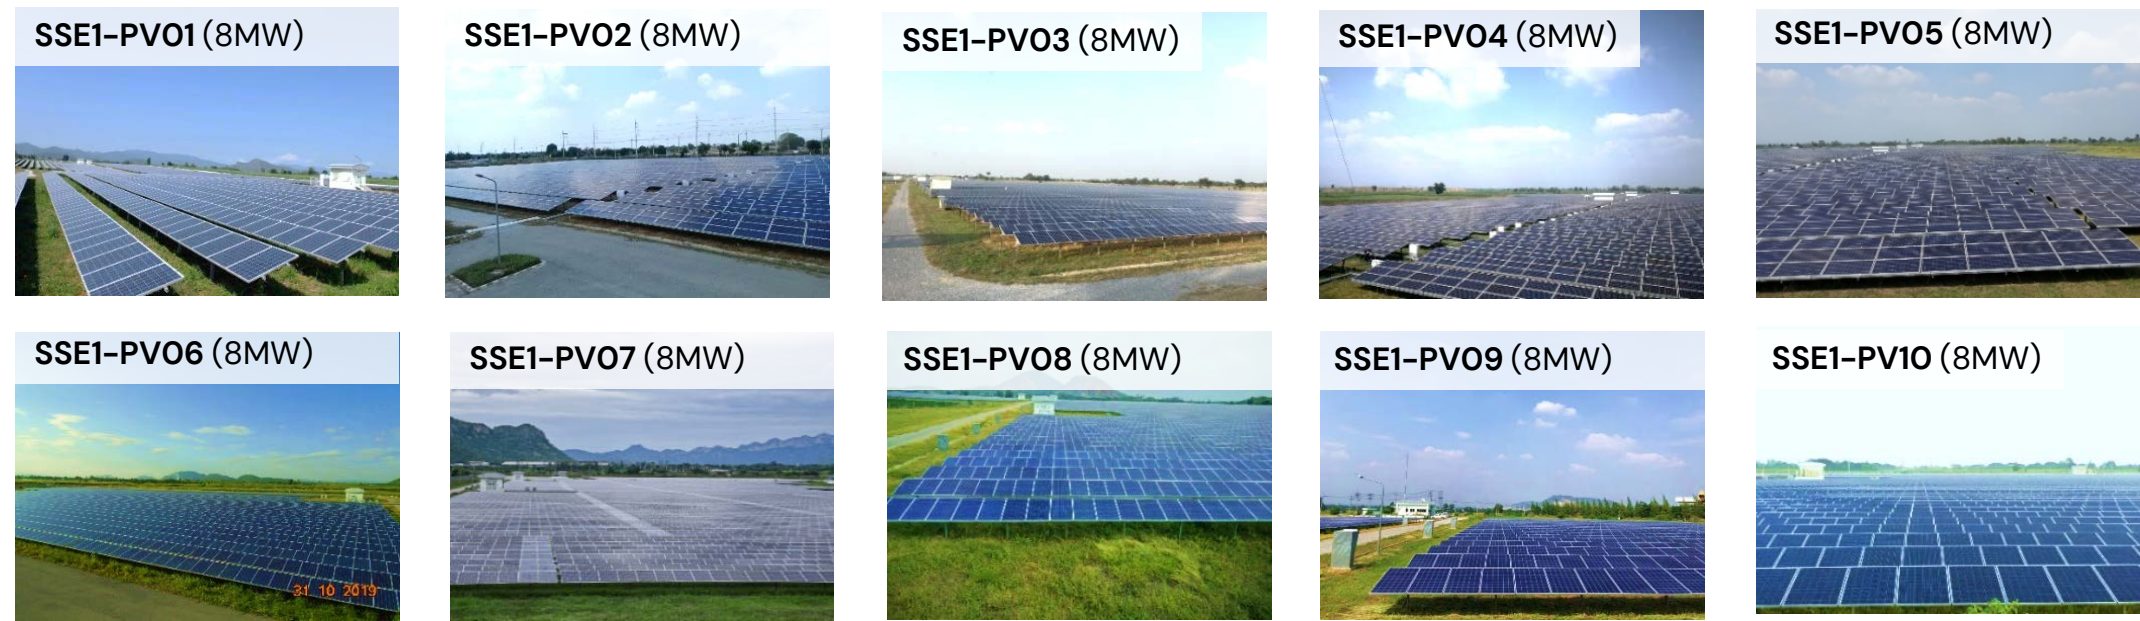 SSE1-PV01 (8MW)
SSE1-PV02 (8MW)
SSE1-PV03 (8MW)
SSE1-PV04 (8MW)
SSE1-PV05 (8MW)
SSE1-PV06 (8MW)
SSE1-PV07 (8MW)
SSE1-PV08 (8MW)
SSE1-PV09 (8MW)
SSE1-PV10 (8MW)
31 10 2019